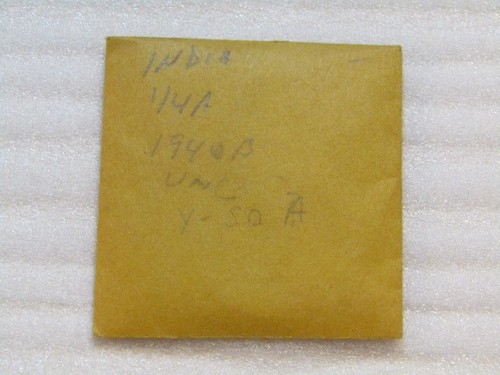 INDIA
1/4A
1940B
UNC
Y-50 A